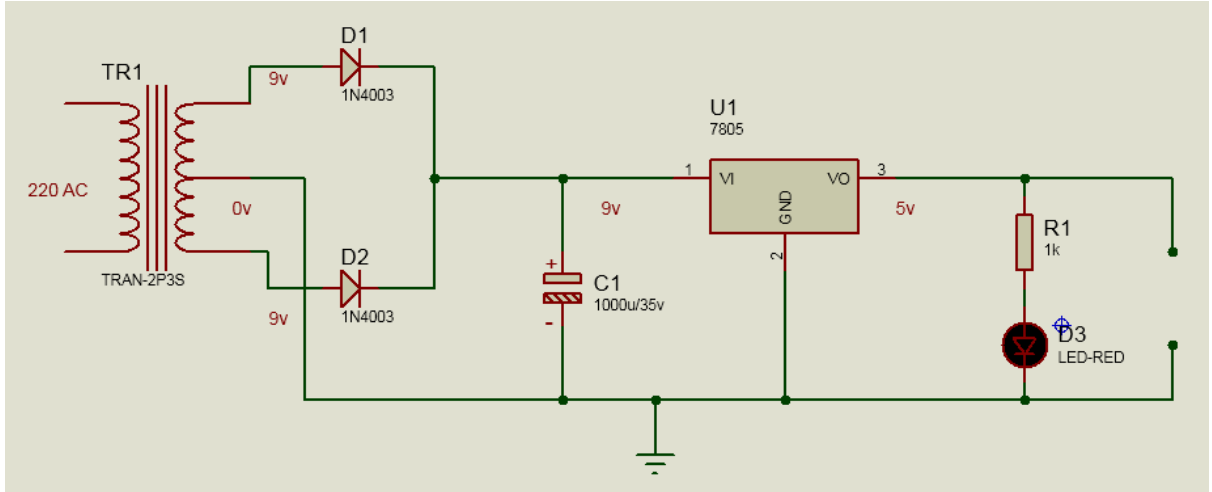 TR1
220 AC
TRAN-2P3S
9v
0v
9v
D1
1N4003
D2
1N4003
9v
+
-
C1
1000u/35v
U1
7805
1
VI
VO
3
GND
2
5v
R1
1k
D3
LED-RED